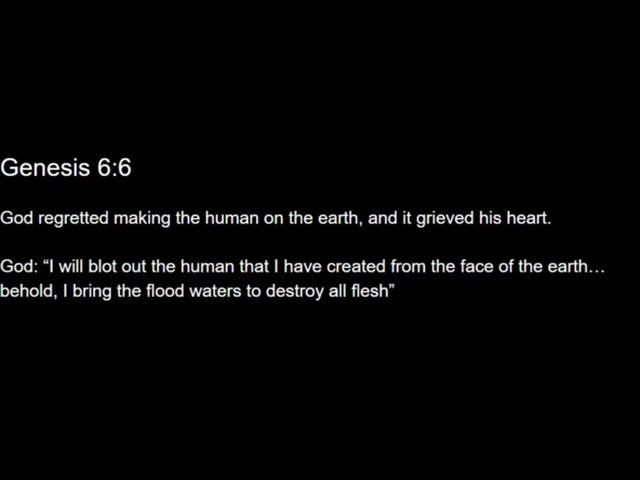 Genesis 6:6
God regretted making the human on the earth, and it grieved his heart.
God: “I will blot out the human that I have created from the face of the earth…
behold, I bring the flood waters to destroy all flesh”